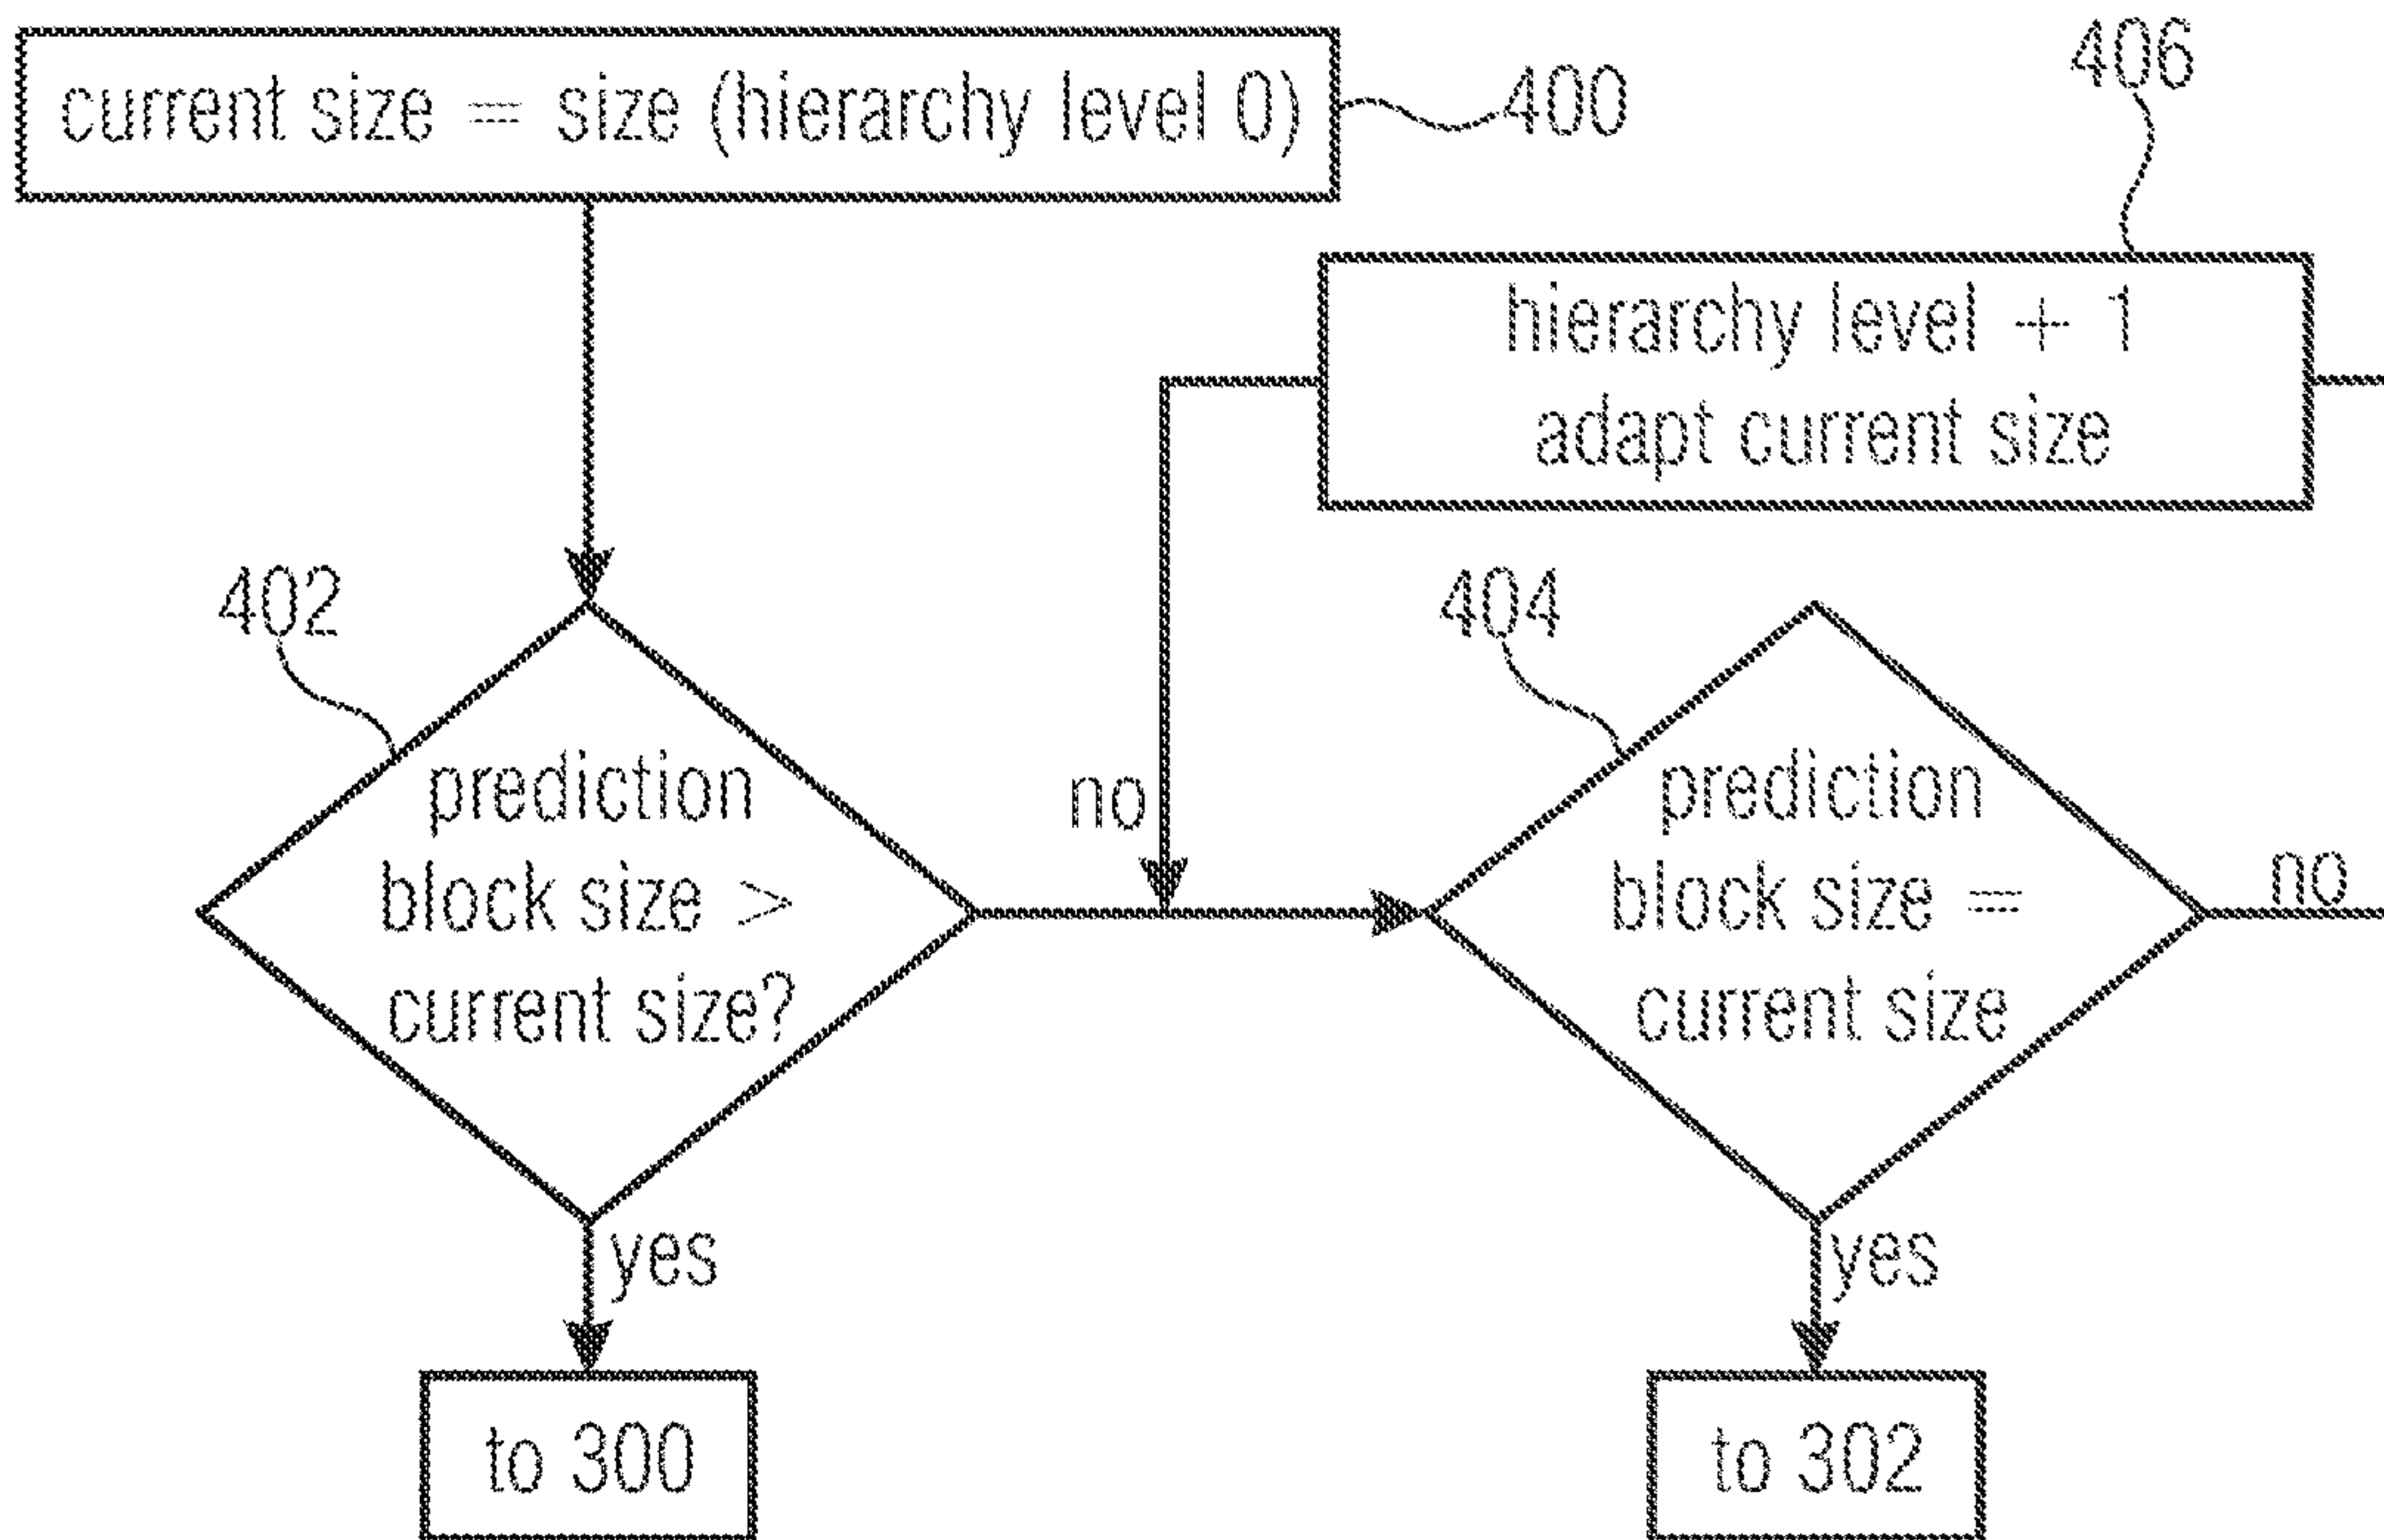 current size = size (hierarchy level 0)
400
406
hierarchy level + 1
adapt current size
402
prediction
block size >
current size?
no
404
prediction
block size =
current size
no
yes
yes
to 300
to 302